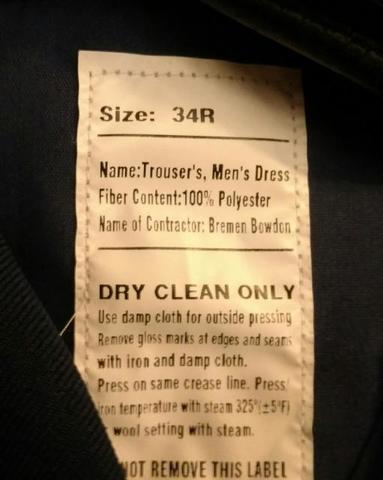 Size: 34R
Name:Trouser's, Men's Dress
Fiber Content:100% Polyester
Name of Contractor: Bremen Bowdon
DRY CLEAN ONLY
Use damp cloth for outside pressing
Remove gloss marks at edges and seams
with iron and damp cloth.
Press on same crease line. Press
iron temperature with steam 325°(±5°F)
wool setting with steam.
NOT REMOVE THIS LABEL